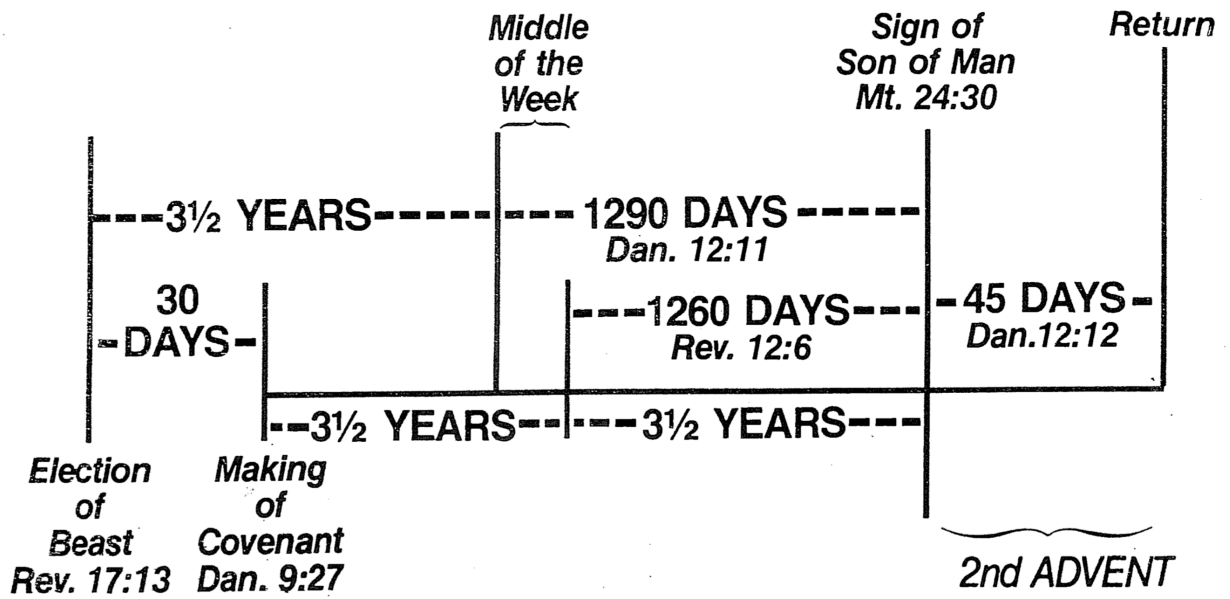 Middle
of the
Week
Sign of
Son of Man
Mt. 24:30
Return
3½ YEARS
1290 DAYS
Dan. 12:11
30
DAYS
1260 DAYS
Rev. 12:6
45 DAYS
Dan.12:12
3½ YEARS
3½ YEARS
Election
of
Beast
Rev. 17:13
Making
of
Covenant
Dan. 9:27
2nd ADVENT